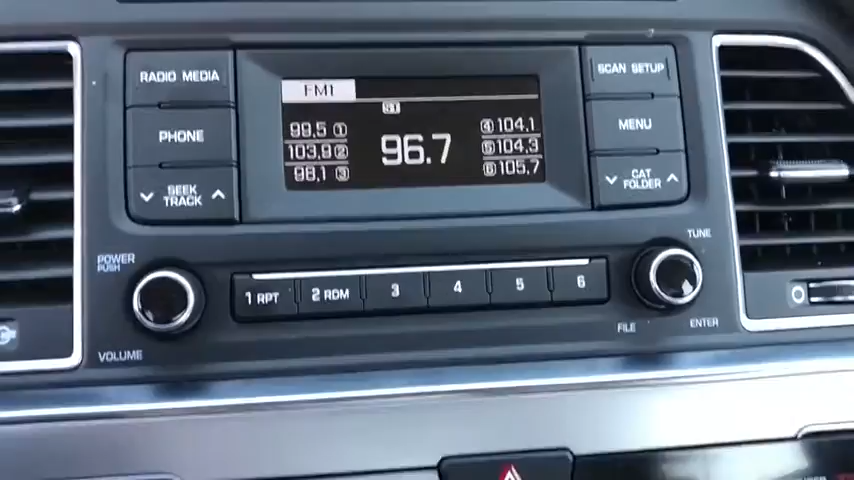 RADIO MEDIA
PHONE
SEEK
TRACK
FM1
ST
99.5 1
103.9 2
98.1 3
96.7
4 104.1
5 104.3
6 105.7
SCAN SETUP
MENU
CAT
FOLDER
POWER
PUSH
VOLUME
1 RPT
2 RDM
3
4
5
6
TUNE
FILE
ENTER